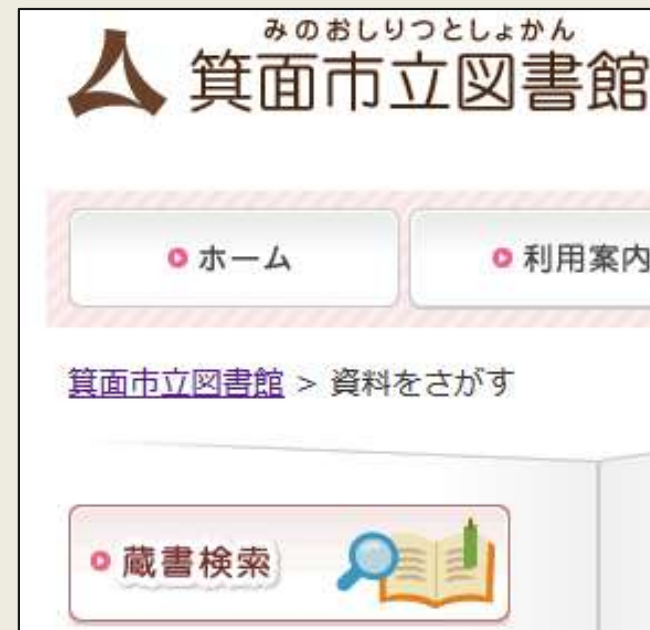 みのおしりつとしょかん
箕面市立図書館
ホーム
利用案内
箕面市立図書館 > 資料をさがす
蔵書検索